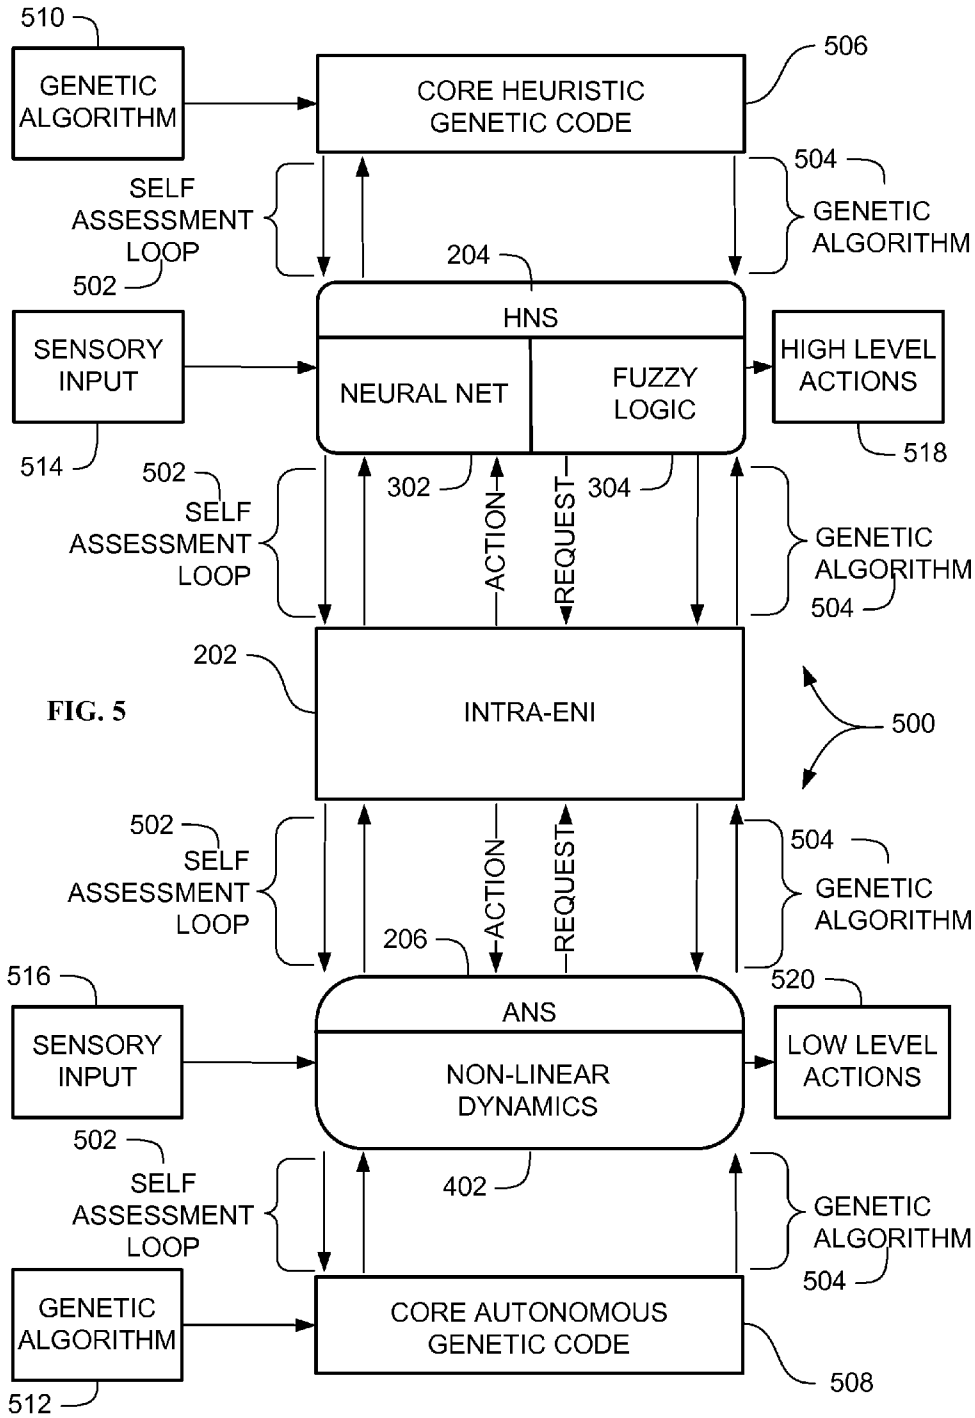 510
GENETIC
ALGORITHM
CORE HEURISTIC
GENETIC CODE
506
SELF
ASSESSMENT
LOOP
502
504
GENETIC
ALGORITHM
204
HNS
NEURAL NET
FUZZY
LOGIC
SENSORY
INPUT
514
HIGH LEVEL
ACTIONS
518
502
SELF
ASSESSMENT
LOOP
302
ACTION
REQUEST
304
GENETIC
ALGORITHM
504
202
INTRA-ENI
FIG. 5
500
502
SELF
ASSESSMENT
LOOP
ACTION
REQUEST
504
GENETIC
ALGORITHM
206
ANS
NON-LINEAR
DYNAMICS
516
SENSORY
INPUT
520
LOW LEVEL
ACTIONS
502
SELF
ASSESSMENT
LOOP
402
GENETIC
ALGORITHM
504
GENETIC
ALGORITHM
512
CORE AUTONOMOUS
GENETIC CODE
508